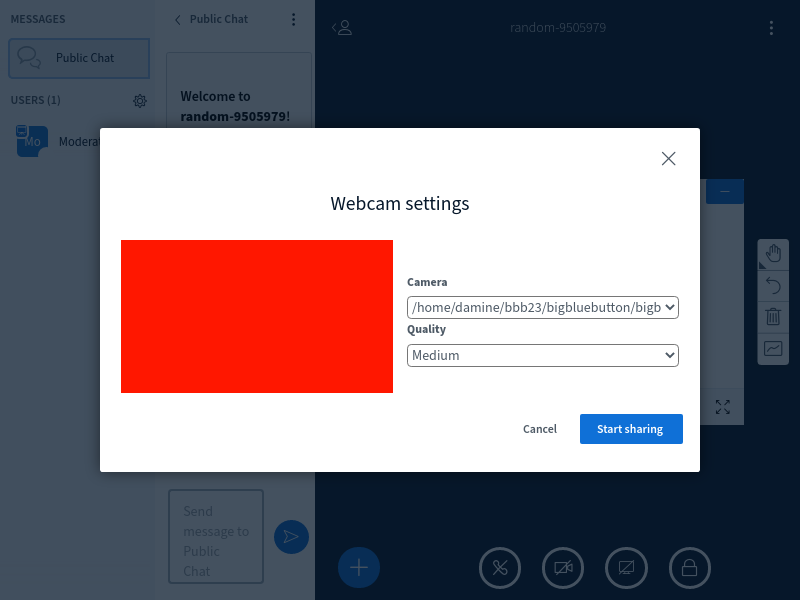 MESSAGES
Public Chat
USERS (1)
Mo
Moderat
Public Chat
Welcome to
random-9505979!
random-9505979
Webcam settings
Camera
/home/damine/bbb23/bigbluebutton/bigb
Quality
Medium
Cancel
Start sharing
Send
message to
Public
Chat